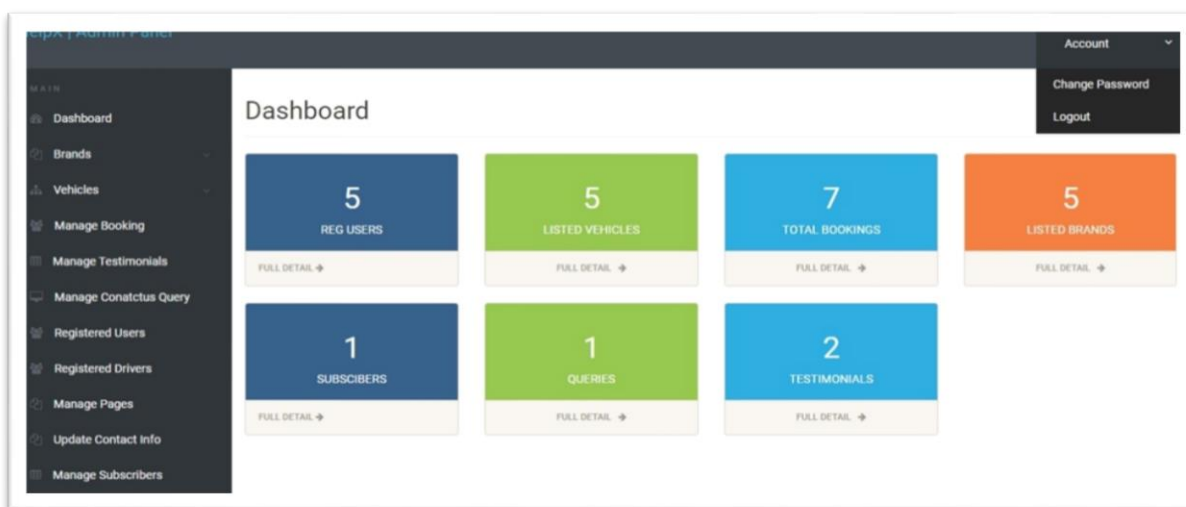 elpX | Admin Panel
Account
Change Password
Logout
MAIN
Dashboard
Brands
Vehicles
Manage Booking
Manage Testimonials
Manage Conatctus Query
Registered Users
Registered Drivers
Manage Pages
Update Contact Info
Manage Subscribers
Dashboard
5
REG USERS
FULL DETAIL
5
LISTED VEHICLES
FULL DETAIL
7
TOTAL BOOKINGS
FULL DETAIL
5
LISTED BRANDS
FULL DETAIL
1
SUBSCIBERS
FULL DETAIL
1
QUERIES
FULL DETAIL
2
TESTIMONIALS
FULL DETAIL